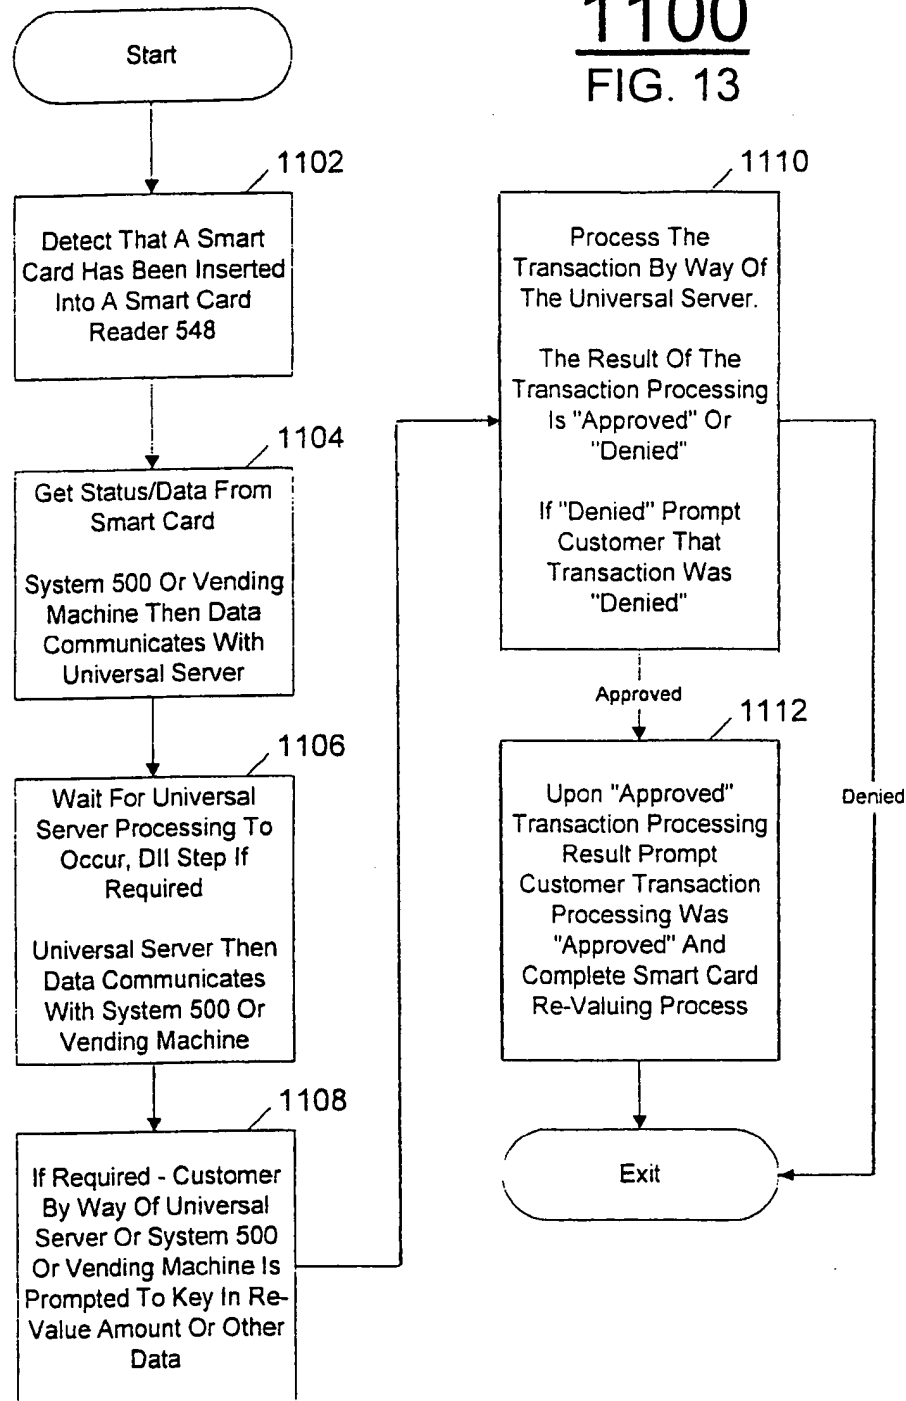 1100
FIG. 13
Start
1102
Detect That A Smart
Card Has Been Inserted
Into A Smart Card
Reader 548
1104
Get Status/Data From
Smart Card
System 500 Or Vending
Machine Then Data
Communicates With
Universal Server
1106
Wait For Universal
Server Processing To
Occur, DII Step If
Required
Universal Server Then
Data Communicates
With System 500 Or
Vending Machine
1108
If Required - Customer
By Way Of Universal
Server Or System 500
Or Vending Machine Is
Prompted To Key In Re-
Value Amount Or Other
Data
1110
Process The
Transaction By Way Of
The Universal Server.
The Result Of The
Transaction Processing
Is "Approved" Or
"Denied"
If "Denied" Prompt
Customer That
Transaction Was
"Denied"
Approved
Denied
1112
Upon "Approved"
Transaction Processing
Result Prompt
Customer Transaction
Processing Was
"Approved" And
Complete Smart Card
Re-Valuing Process
Exit